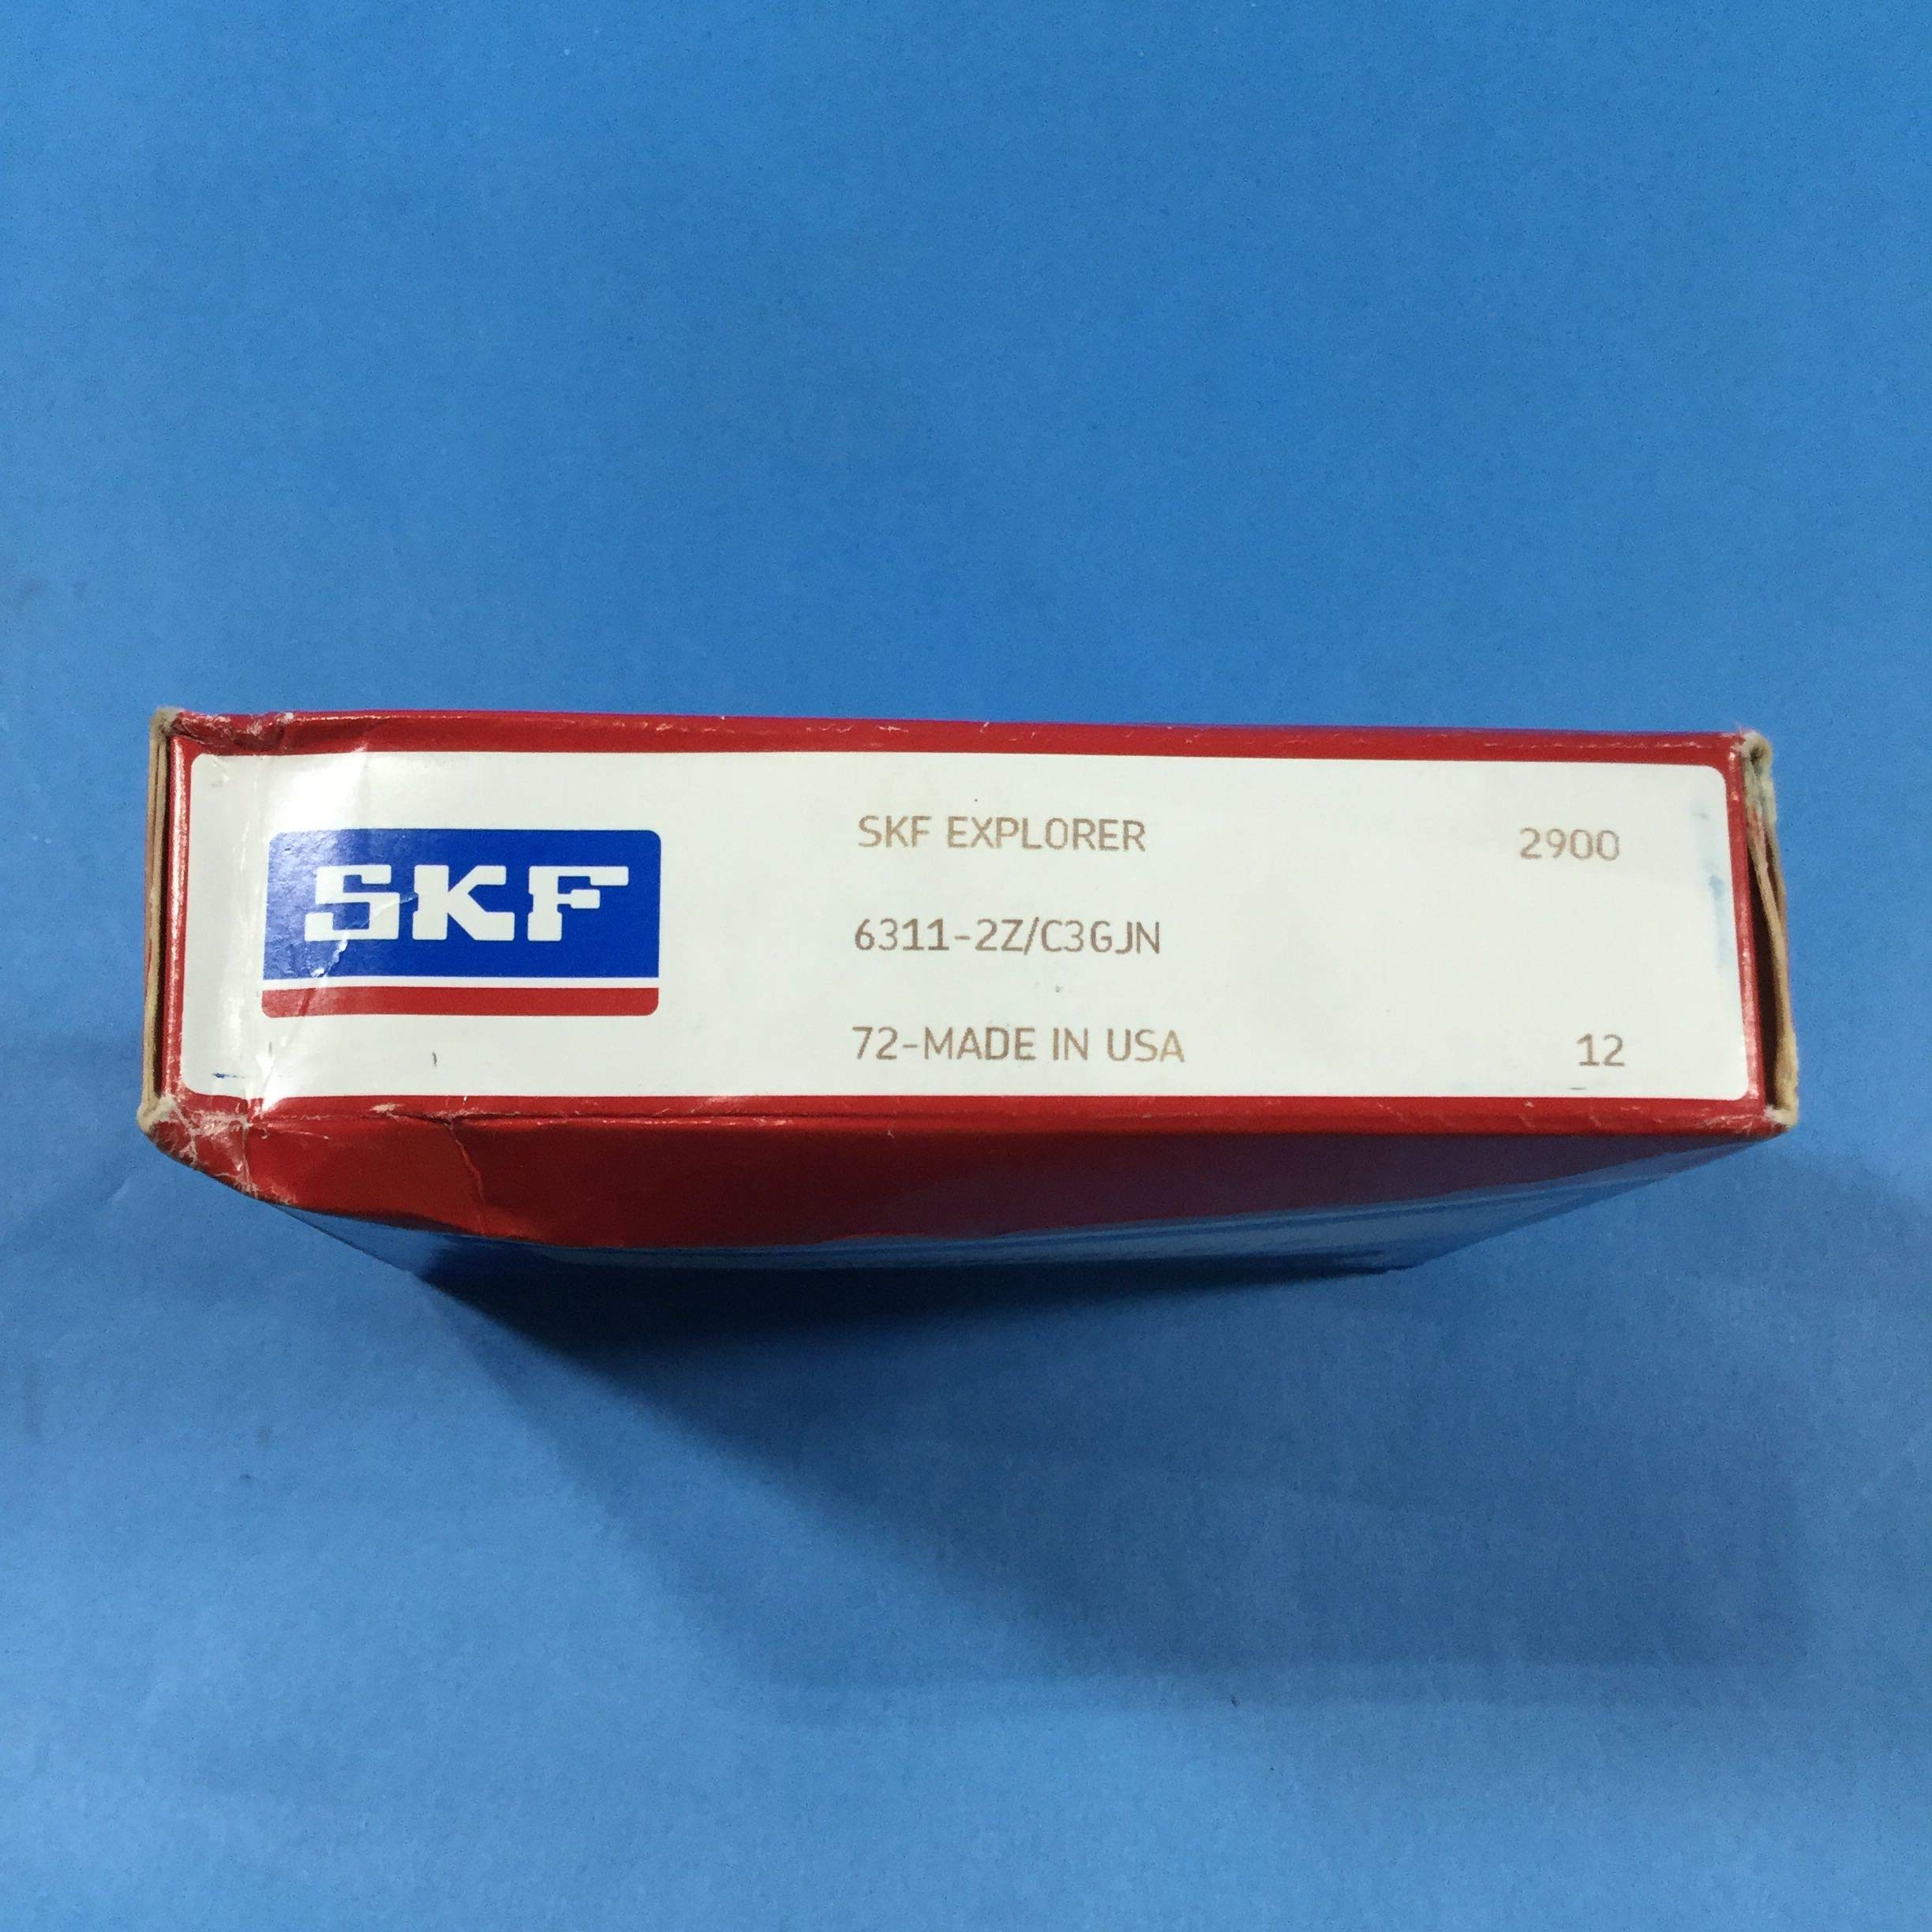 SKF
SKF EXPLORER 2900
6311-2Z/C3GJN
72-MADE IN USA 12